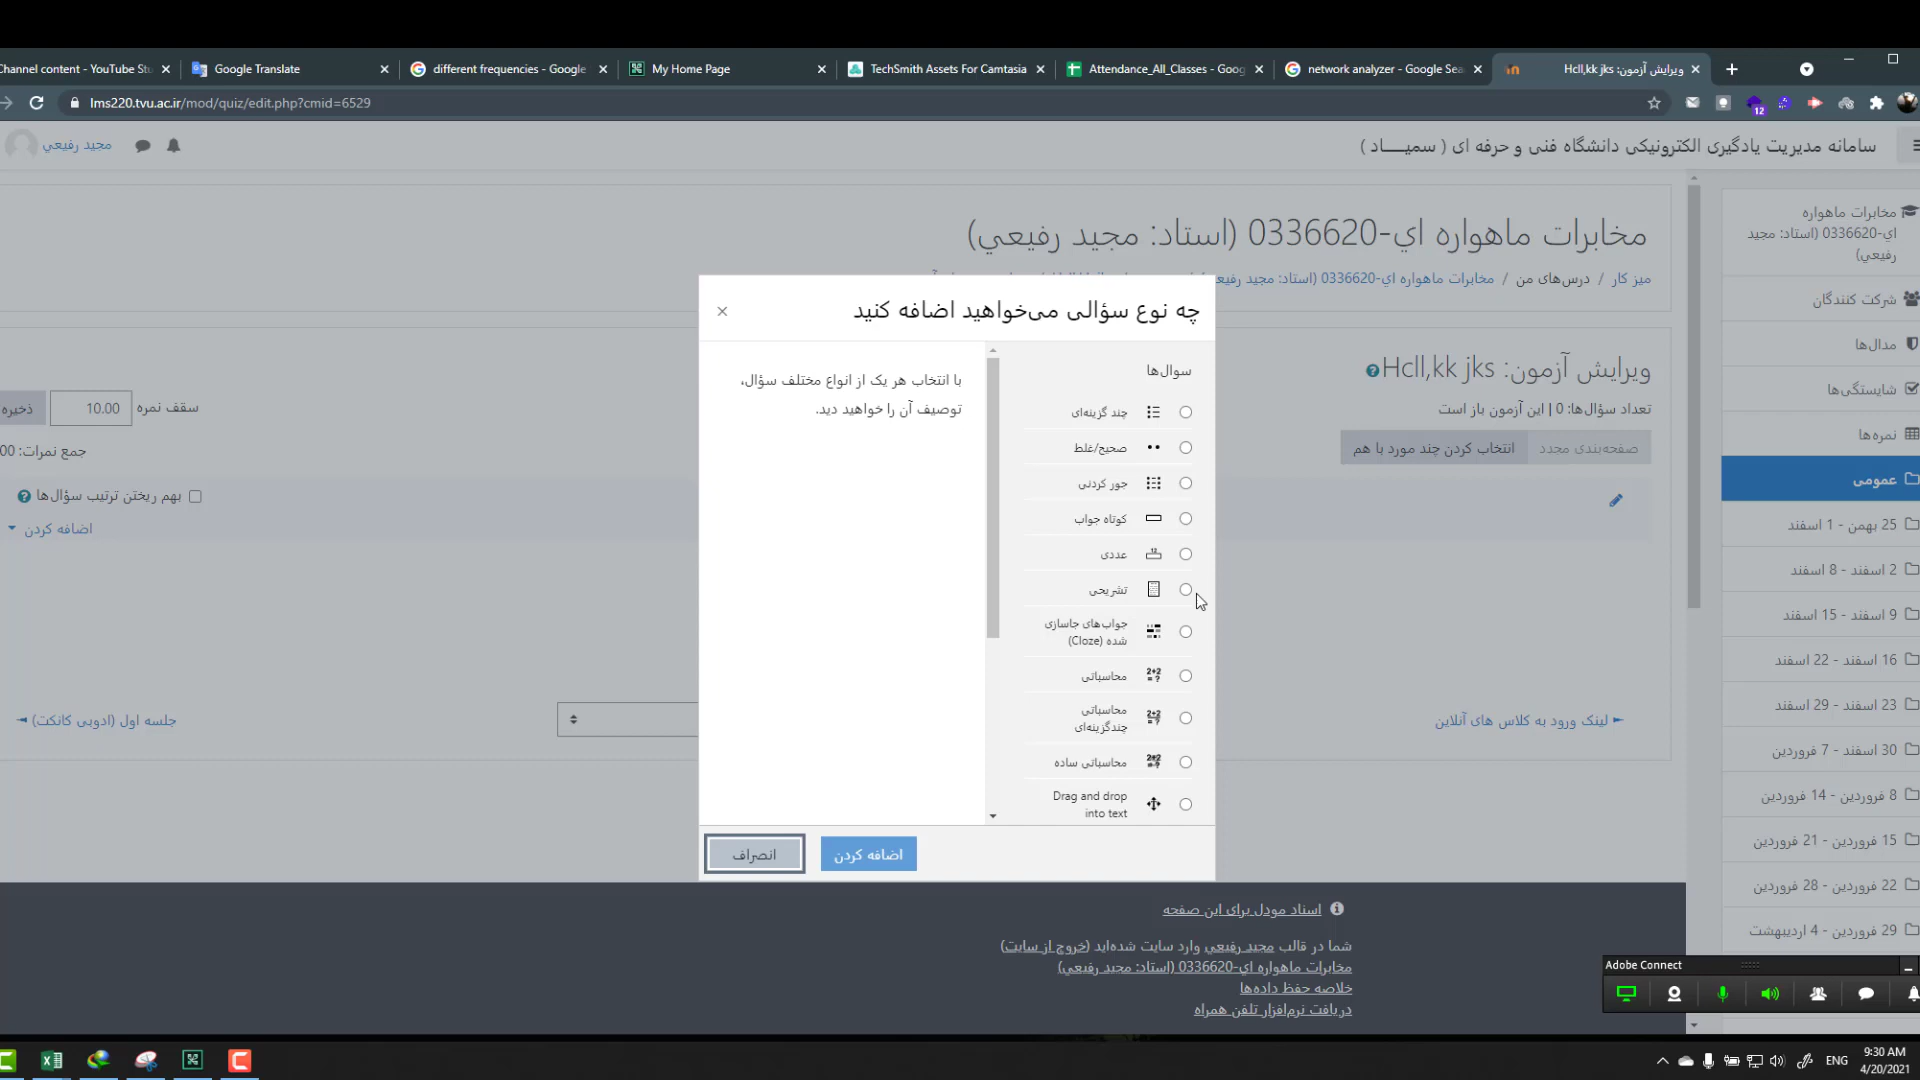 Channel content - YouTube Stu
Google Translate
different frequencies - Google
My Home Page
TechSmith Assets For Camtasia
Attendance_All_Classes - Goog
network analyzer - Google Sea
ویرایش آزمون: Hcll,kk jks
lms220.tvu.ac.ir/mod/quiz/edit.php?cmid=6529
12
سامانه مدیریت یادگیری الکترونیکی دانشگاه فنی و حرفه ای ( سمیـــاد )
مجيد رفيعي
مخابرات ماهواره اي-0336620 (استاد: مجيد رفيعي)
میز کار / درس‌های من / مخابرات ماهواره اي-0336620 (استاد: مجيد رفيعي
ویرایش آزمون: Hcll,kk jks
تعداد سؤال‌ها: 0 | این آزمون باز است
صفحه‌بندی مجدد
انتخاب کردن چند مورد با هم
سقف نمره
10.00
ذخیره
جمع نمرات: 00
بهم ریختن ترتیب سؤال‌ها
اضافه کردن
لینک ورود به کلاس های آنلاین
جلسه اول (ادوبی کانکت)
چه نوع سؤالی می‌خواهید اضافه کنید
×
سوال‌ها
چند گزینه‌ای
صحیح/غلط
جور کردنی
کوتاه جواب
عددی
تشریحی
جواب‌های جاسازی
شده (Cloze)
محاسباتی
محاسباتی
چندگزینه‌ای
محاسباتی ساده
Drag and drop
into text
با انتخاب هر یک از انواع مختلف سؤال،
توصیف آن را خواهید دید.
اضافه کردن
انصراف
مخابرات ماهواره
اي-0336620 (استاد: مجيد
رفيعي)
شرکت کنندگان
مدال‌ها
شایستگی‌ها
نمره‌ها
عمومی
25 بهمن - 1 اسفند
2 اسفند - 8 اسفند
9 اسفند - 15 اسفند
16 اسفند - 22 اسفند
23 اسفند - 29 اسفند
30 اسفند - 7 فروردین
8 فروردین - 14 فروردین
15 فروردین - 21 فروردین
22 فروردین - 28 فروردین
29 فروردین - 4 اردیبهشت
اسناد مودل برای این صفحه
شما در قالب مجيد رفيعي وارد سایت شده‌اید (خروج از سایت)
مخابرات ماهواره اي-0336620 (استاد: مجيد رفيعي)
خلاصه حفظ داده‌ها
دریافت نرم‌افزار تلفن همراه
Adobe Connect
ENG
9:30 AM
4/20/2021